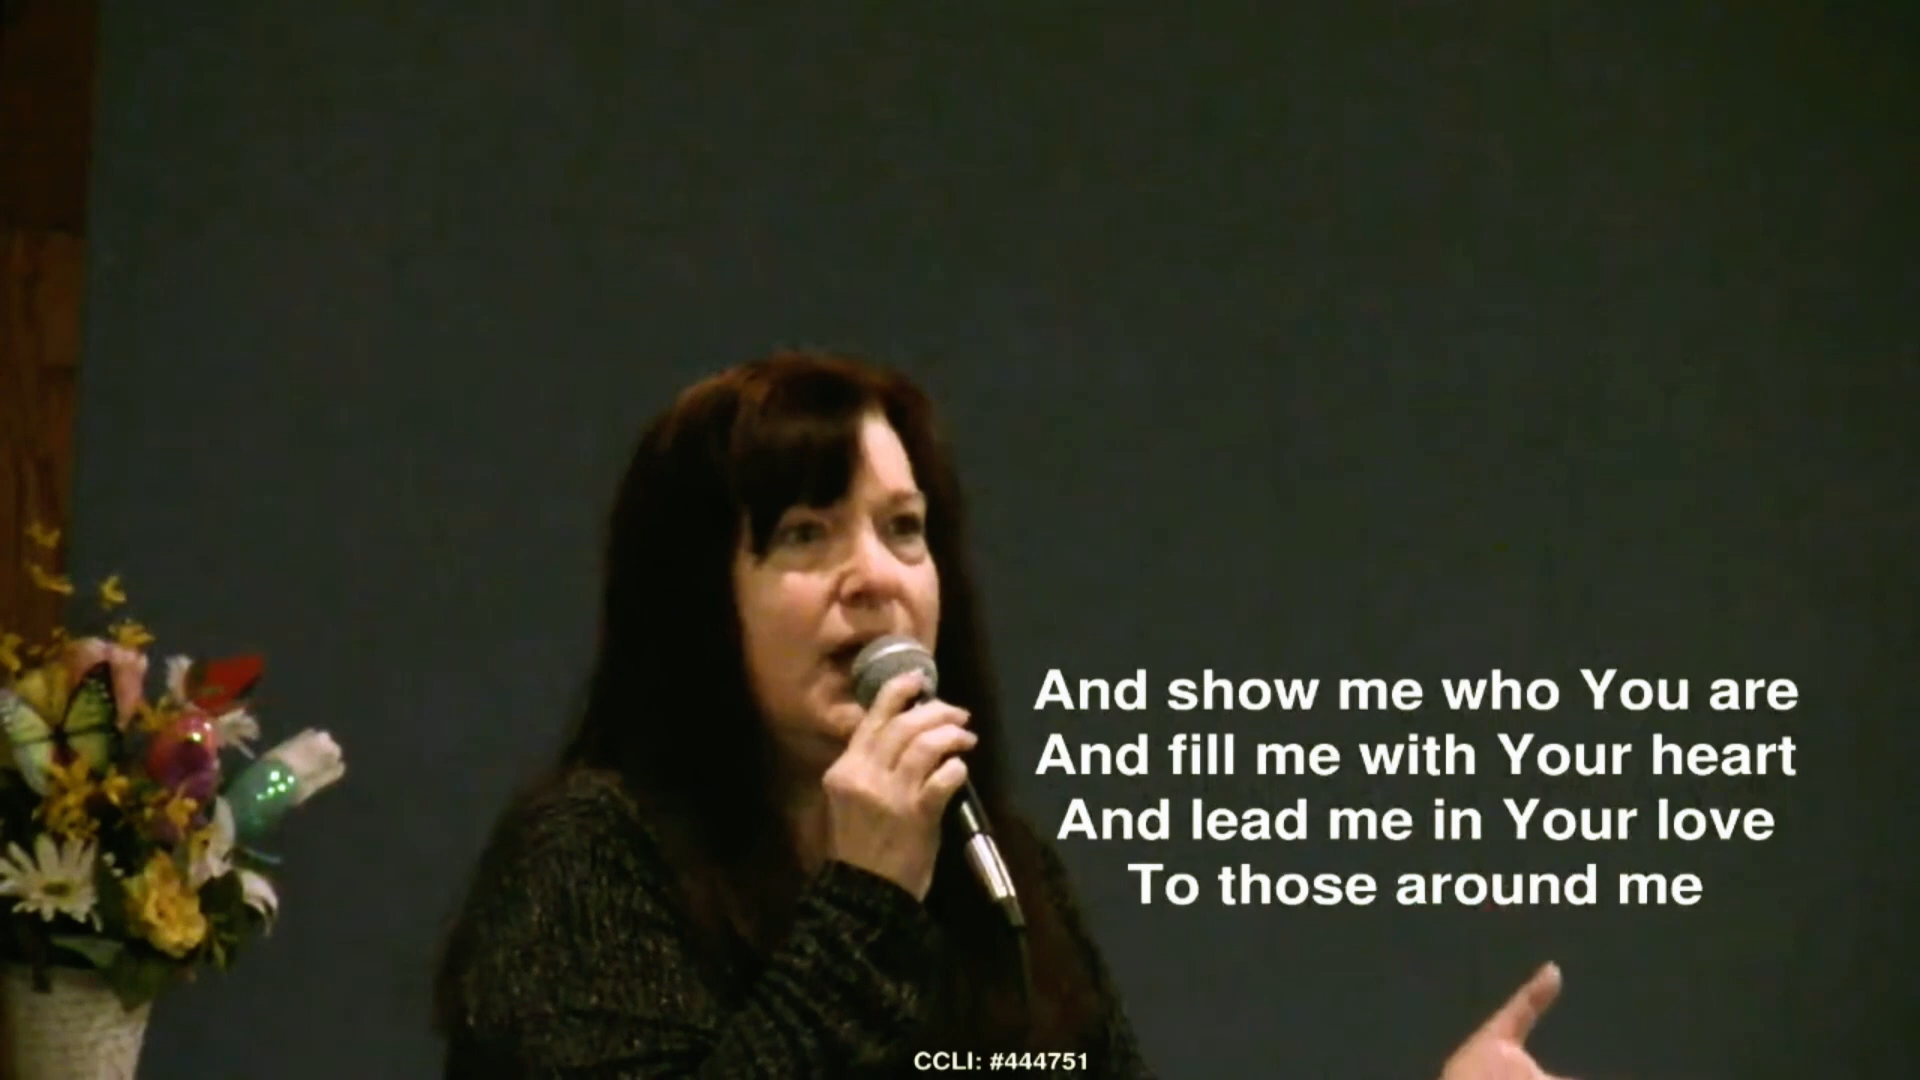 And show me who You are
And fill me with Your heart
And lead me in Your love
To those around me
CCLI: #444751